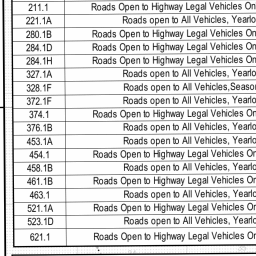 211.1 Roads Open to Highway Legal Vehicles On
221.1A Roads open to All Vehicles, Yearlo
280.1B Roads Open to Highway Legal Vehicles On
284.1D Roads Open to Highway Legal Vehicles On
284.1H Roads Open to Highway Legal Vehicles On
327.1A Roads open to All Vehicles, Yearlo
328.1F Roads open to All Vehicles,Seaso
372.1F Roads open to All Vehicles, Yearlo
374.1 Roads Open to Highway Legal Vehicles On
376.1B Roads open to All Vehicles, Yearlo
453.1A Roads open to All Vehicles, Yearlo
454.1 Roads Open to Highway Legal Vehicles On
458.1B Roads open to All Vehicles, Yearlo
461.1B Roads Open to Highway Legal Vehicles On
463.1 Roads open to All Vehicles, Yearlo
521.1A Roads Open to Highway Legal Vehicles On
523.1D Roads open to All Vehicles, Yearlo
621.1 Roads Open to Highway Legal Vehicles On